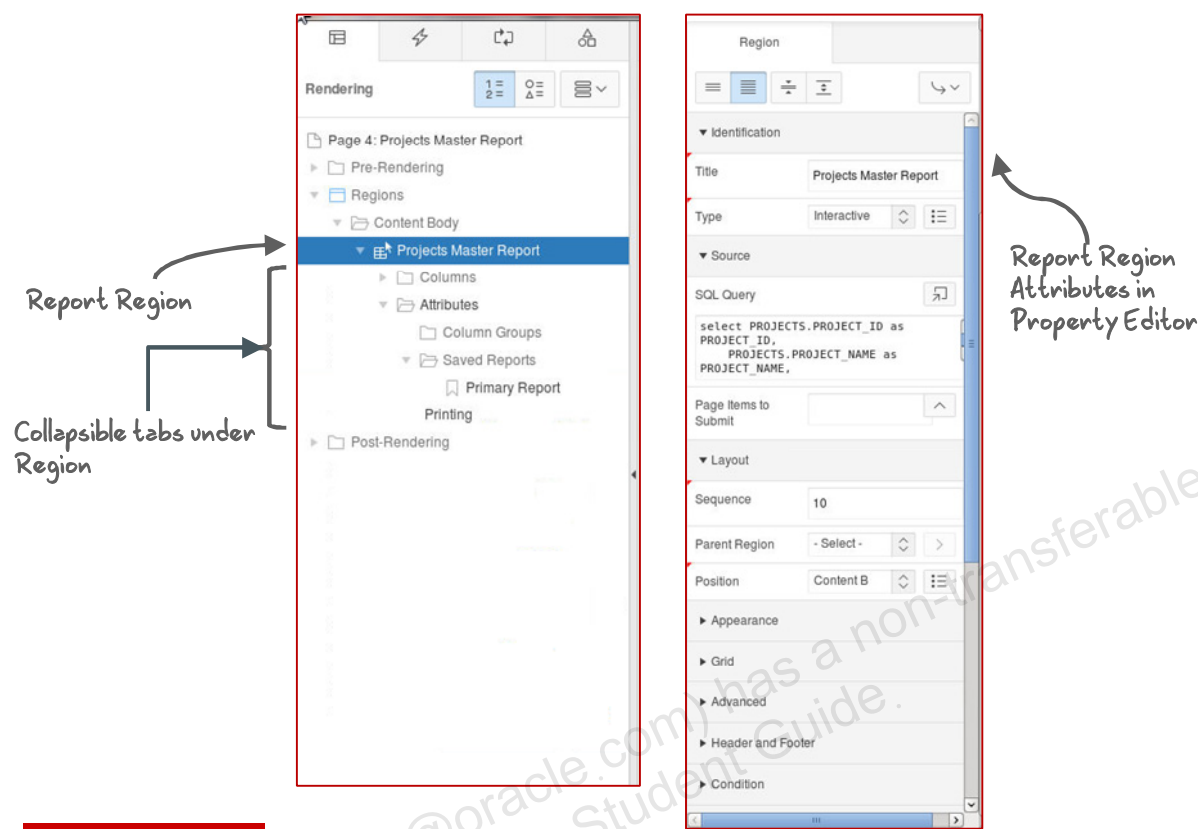 Rendering
1
2
Page 4: Projects Master Report
Pre-Rendering
Regions
Content Body
Projects Master Report
Columns
Attributes
Column Groups
Saved Reports
Primary Report
Printing
Post-Rendering
Report Region
Collapsible tabs under
Region
Region
Identification
Title
Projects Master Report
Type
Interactive
Source
SQL Query
select PROJECTS.PROJECT_ID as
PROJECT_ID,
PROJECTS.PROJECT_NAME as
PROJECT_NAME,
Page Items to
Submit
Layout
Sequence
10
Parent Region
- Select -
Position
Content B
Appearance
Grid
Advanced
Header and Footer
Condition
Report Region
Attributes in
Property Editor
@oracle.com) has a non-transferable
Student Guide.